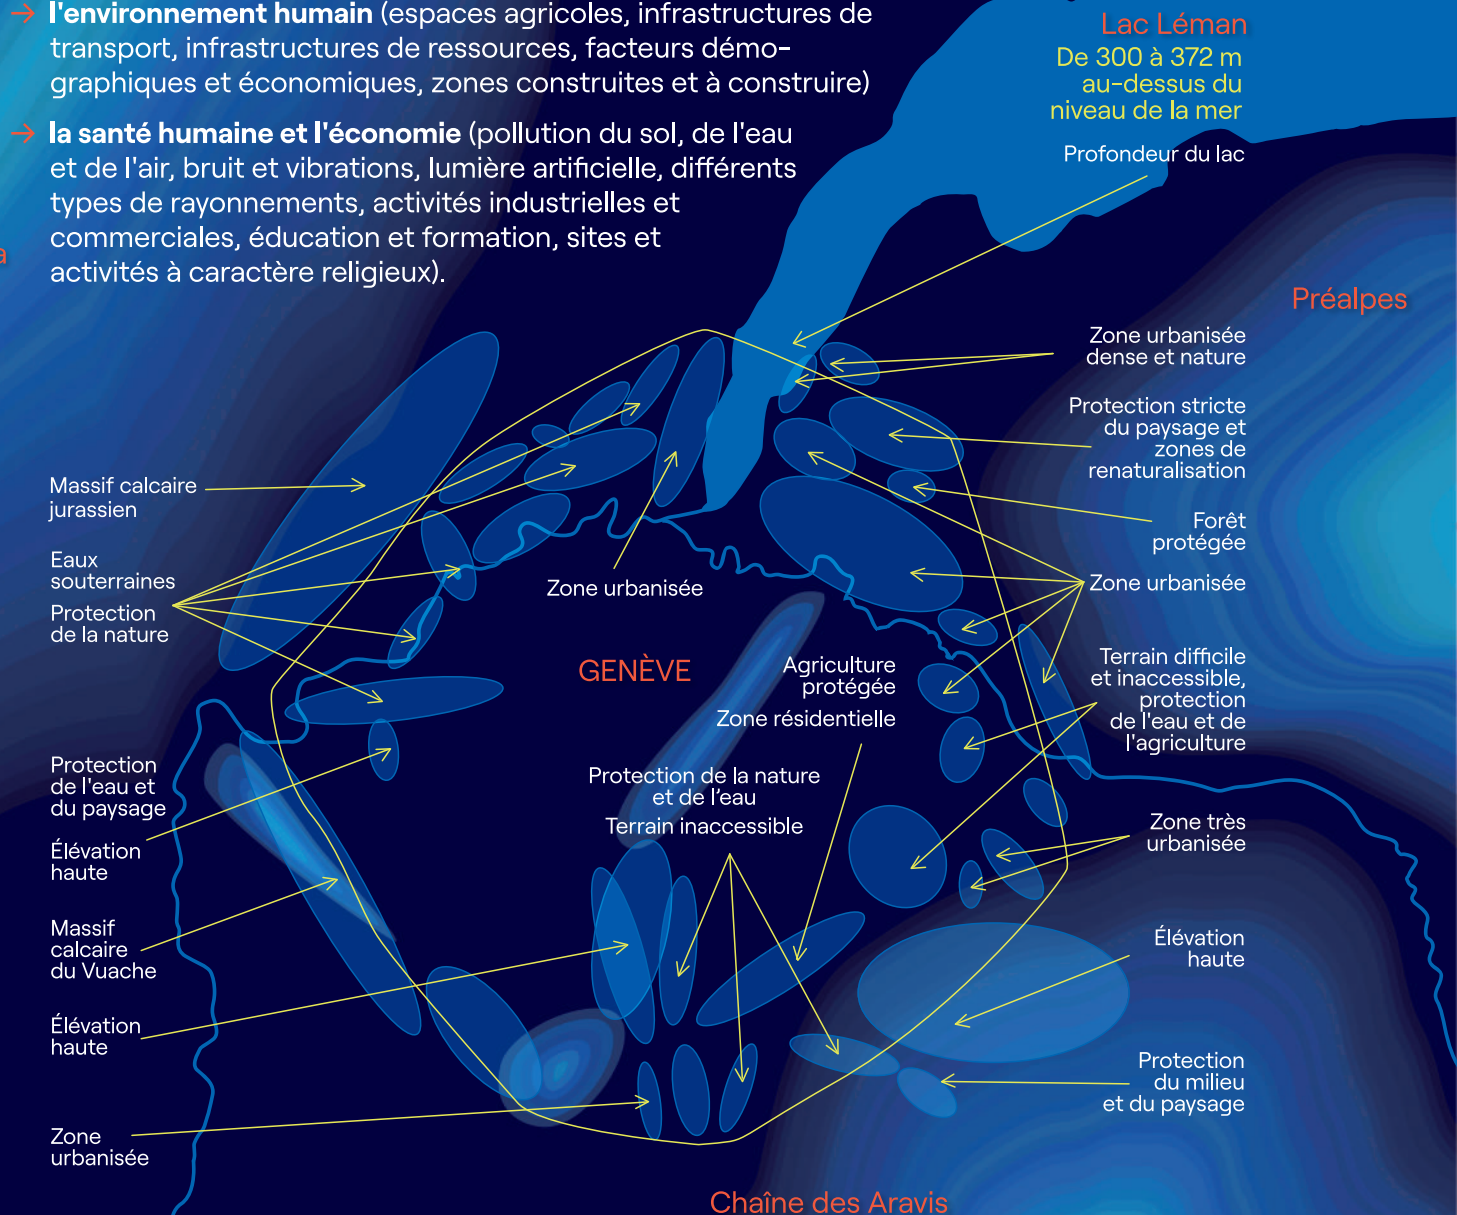 → l'environnement humain (espaces agricoles, infrastructures de
transport, infrastructures de ressources, facteurs démo-
graphiques et économiques, zones construites et à construire)
→ la santé humaine et l'économie (pollution du sol, de l'eau
et de l'air, bruit et vibrations, lumière artificielle, différents
types de rayonnements, activités industrielles et
commerciales, éducation et formation, sites et
activités à caractère religieux).
Lac Léman
De 300 à 372 m
au-dessus du
niveau de la mer
Profondeur du lac
Préalpes
Zone urbanisée
dense et nature
Protection stricte
du paysage et
zones de
renaturalisation
Forêt
protégée
Zone urbanisée
Terrain difficile
et inaccessible,
protection
de l'eau et de
l'agriculture
Zone très
urbanisée
Élévation
haute
Protection
du milieu
et du paysage
Massif calcaire
jurassien
Eaux
souterraines
Protection
de la nature
Protection
de l'eau et
du paysage
Élévation
haute
Massif
calcaire
du Vuache
Élévation
haute
Zone
urbanisée
Zone urbanisée
GENÈVE
Agriculture
protégée
Zone résidentielle
Protection de la nature
et de l’eau
Terrain inaccessible
Chaîne des Aravis